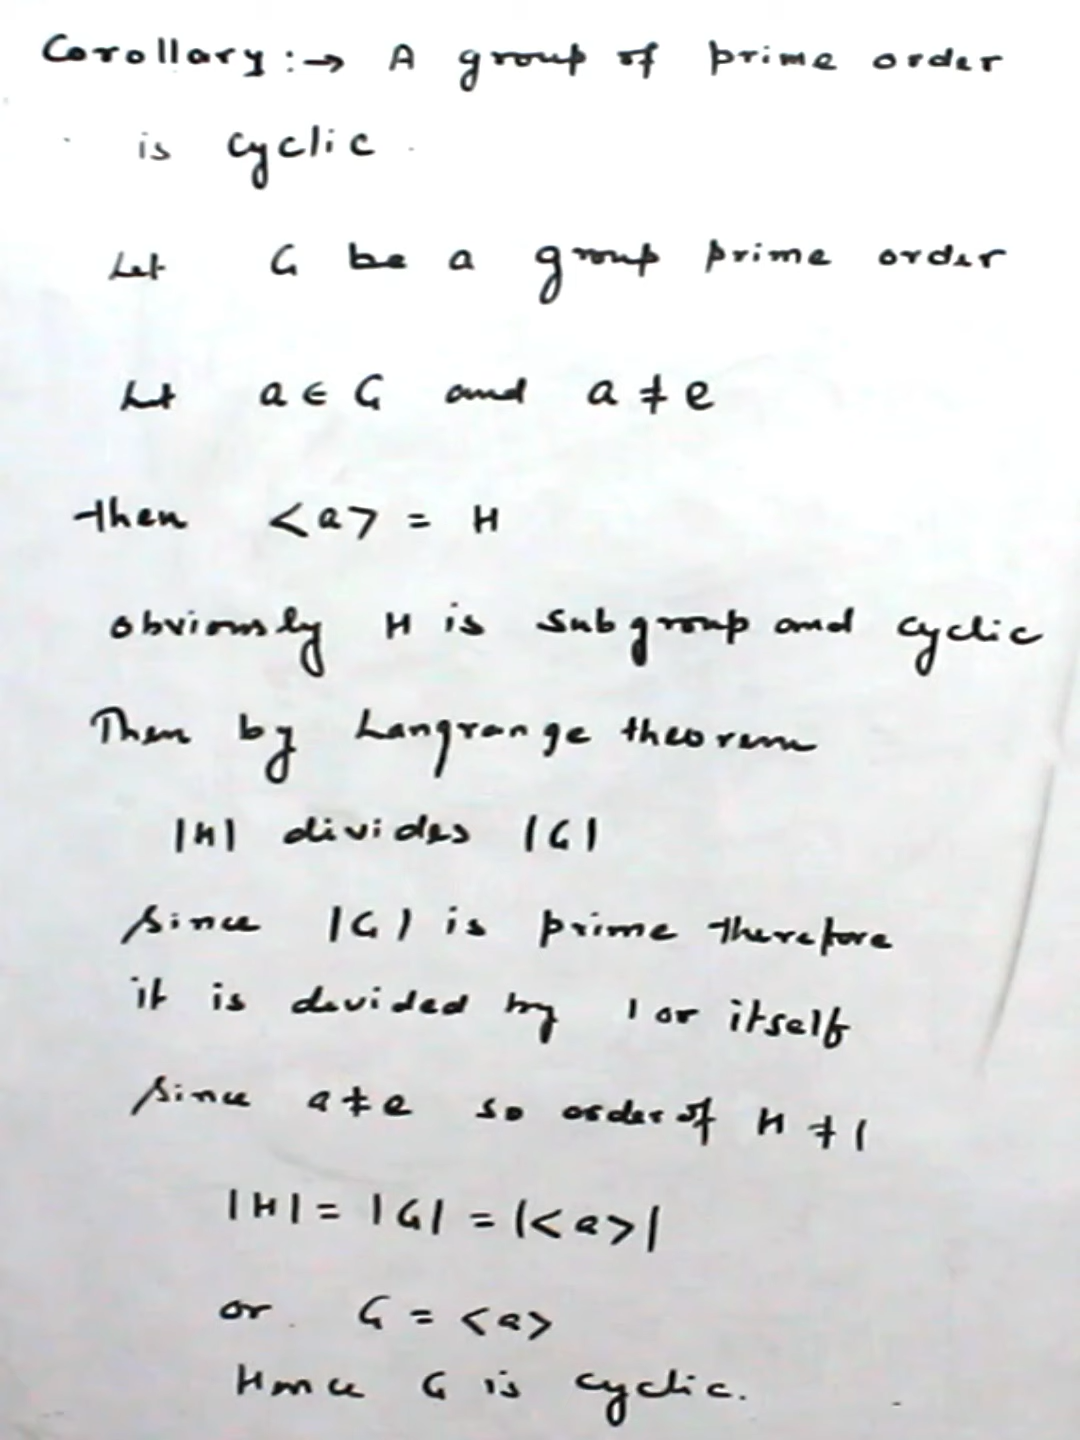 Corollary :→ A group of prime order
is cyclic.
Let G be a group prime order
Let a ∈ G and a ≠ e
then <a> = H
obviously H is subgroup and cyclic
Then by Langrange theorem
|H| divides |G|
since |G| is prime therefore
it is divided by 1 or itself
since a ≠ e so order of H ≠ 1
|H| = |G| = |<a>|
or G = <a>
Hence G is cyclic.